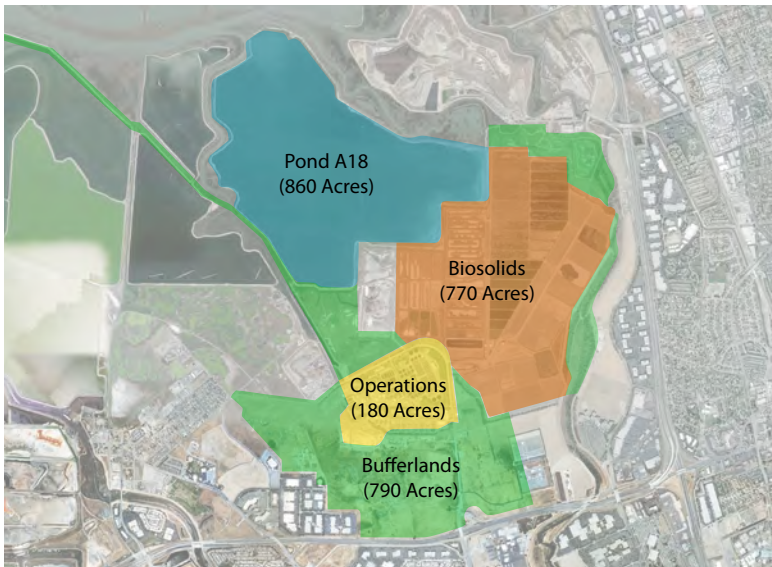 Pond A18
(860 Acres)
Biosolids
(770 Acres)
Operations
(180 Acres)
Bufferlands
(790 Acres)